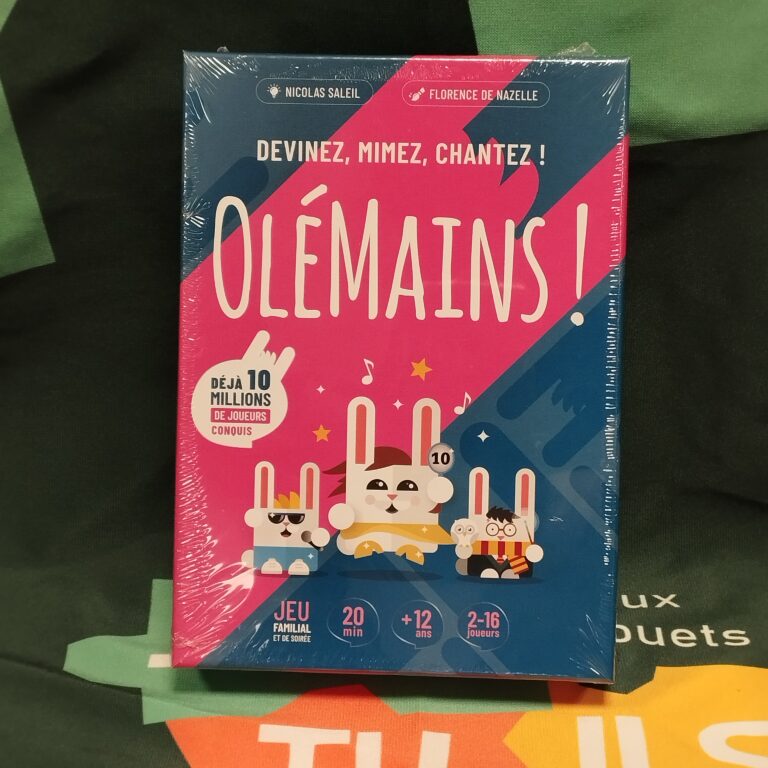 NICOLAS SALEIL
FLORENCE DE NAZELLE
DEVINEZ, MIMEZ, CHANTEZ !
OLÉMAINS !
DÉJÀ 10
MILLIONS
DE JOUEURS
CONQUIS
10
JEU
FAMILIAL
ET DE SOIRÉE
20
min
+12
ans
2-16
joueurs
ux
ouets